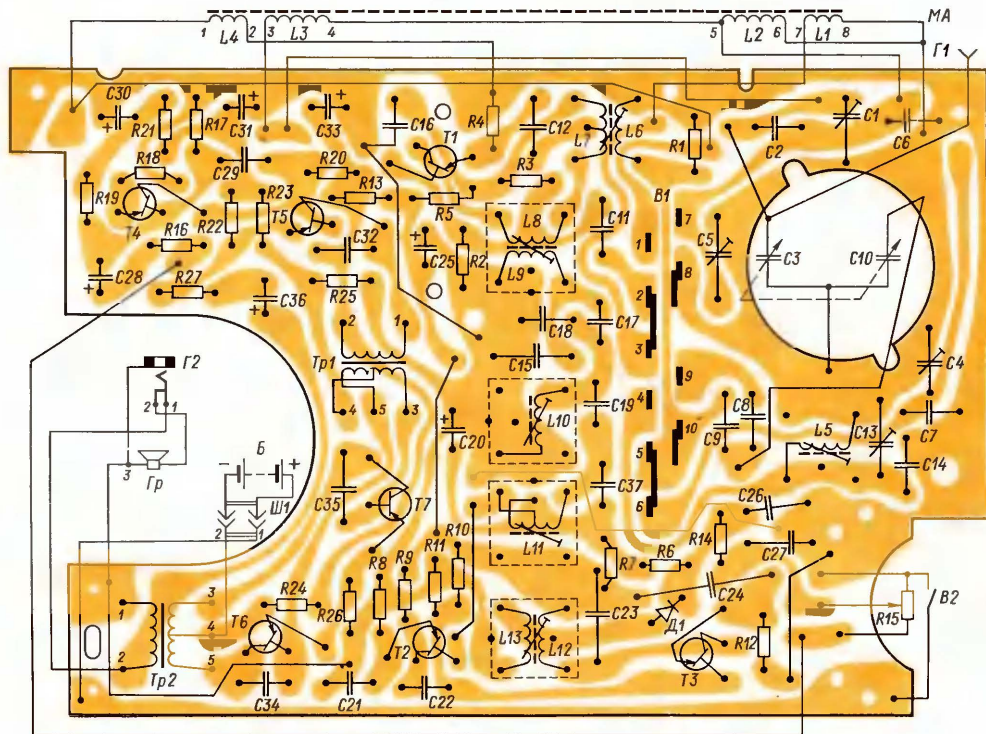 1 L4 2 3 L3 4 5 L2 6 7 L1 8 МА
Г1
C30 C31 C33 C16 R4 C12 L7 L6 R1 C2 C1 C6
R21 R17 T1
R18 C29 R20 R3
R19 R23 R13 R5 B1
T4 R22 T5 L8 C11 7
R16 C32 C25 R2 1 C5 C3 C10
L9 8
C28 R27 C36 R25 2
2 1 C18 C17
Тр1 C15 3 C4
Г2 9
2 1 4 5 3 C20 L10 C19 4 C9 C8 L5 C13 C7
10
3 Гр Б 5 C14
− +
Ш1 C35 T7 C37 C26
2 1 6
R10 L11 R14 C27
R11 R7 R6
R9
R8
R24 R26 C24
1 3 C23 Д1 R15 B2
4 T6 T2 L13 L12 R12
2 5 T3
Тр2
C34 C21 C22